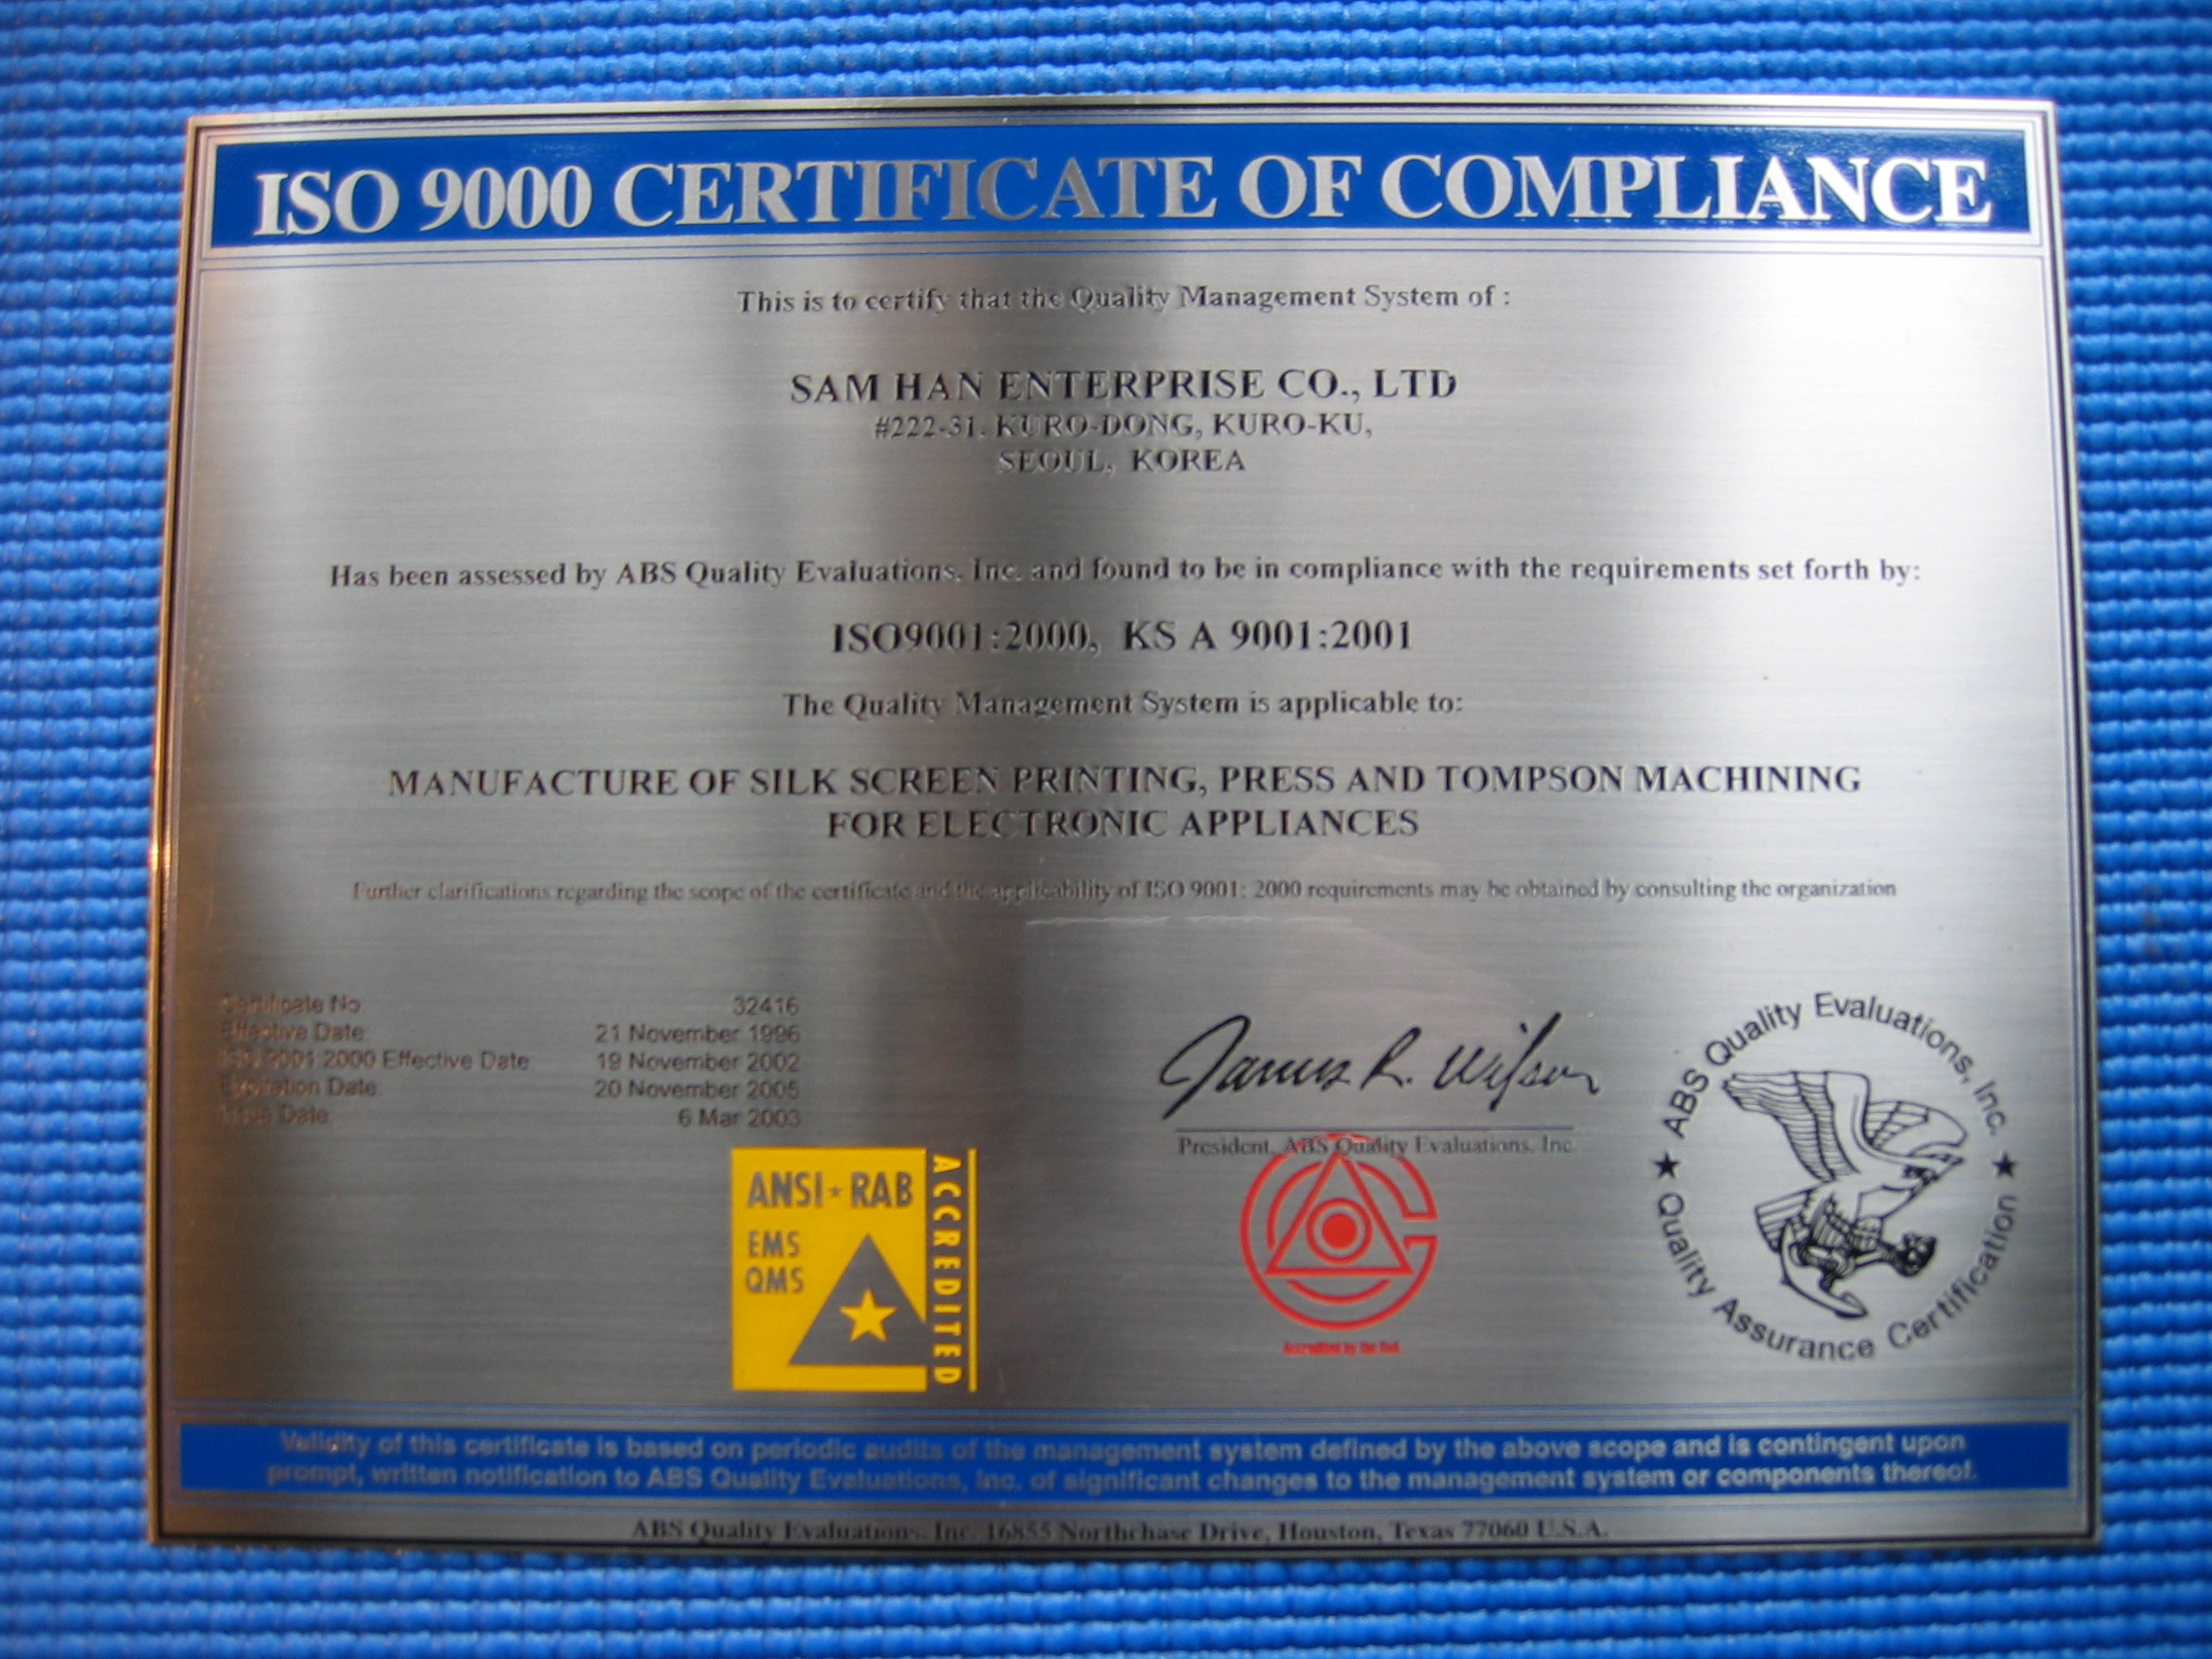 ISO 9000 CERTIFICATE OF COMPLIANCE
This is to certify that the Quality Management System of :
SAM HAN ENTERPRISE CO., LTD
#222-31, KURO-DONG, KURO-KU,
SEOUL, KOREA
Has been assessed by ABS Quality Evaluations, Inc. and found to be in compliance with the requirements set forth by:
ISO9001:2000, KS A 9001:2001
The Quality Management System is applicable to:
MANUFACTURE OF SILK SCREEN PRINTING, PRESS AND TOMPSON MACHINING
FOR ELECTRONIC APPLIANCES
Further clarifications regarding the scope of the certificate and the applicability of ISO 9001: 2000 requirements may be obtained by consulting the organization
Certificate No 32416
Effective Date: 21 November 1996
ISO 9001:2000 Effective Date: 19 November 2002
Expiration Date: 20 November 2005
Issue Date: 6 Mar 2003
James R. Wilson
President, ABS Quality Evaluations, Inc.
ANSI★RAB
EMS
QMS
ACCREDITED
Accredited by the RvA
ABS Quality Evaluations, Inc.
★ Quality Assurance Certification ★
Validity of this certificate is based on periodic audits of the management system defined by the above scope and is contingent upon
prompt, written notification to ABS Quality Evaluations, Inc. of significant changes to the management system or components thereof.
ABS Quality Evaluations, Inc. 16855 Northchase Drive, Houston, Texas 77060 U.S.A.